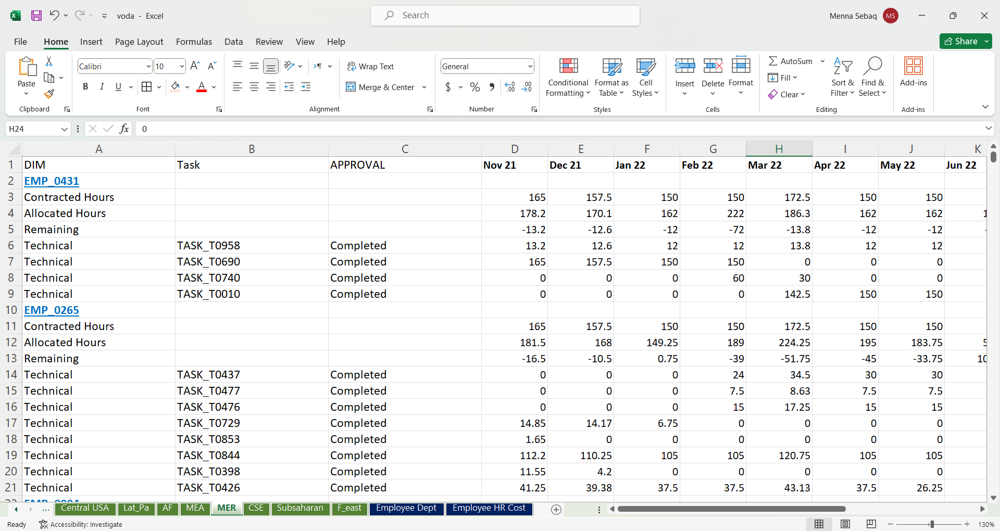 voda - Excel
Search
Menna Sebaq MS
File Home Insert Page Layout Formulas Data Review View Help Share
Paste
Clipboard
Calibri 10
B I U A
Font
Wrap Text
Merge & Center
Alignment
General
$ % ,
Number
Conditional Formatting
Format as Table
Cell Styles
Styles
Insert Delete Format
Cells
AutoSum
Fill
Clear
Sort & Filter
Find & Select
Editing
Add-ins
Add-ins
H24 fx 0
A B C D E F G H I J K
1 DIM Task APPROVAL Nov 21 Dec 21 Jan 22 Feb 22 Mar 22 Apr 22 May 22 Jun 22
2 EMP_0431
3 Contracted Hours 165 157.5 150 150 172.5 150 150
4 Allocated Hours 178.2 170.1 162 222 186.3 162 162
5 Remaining -13.2 -12.6 -12 -72 -13.8 -12 -12
6 Technical TASK_T0958 Completed 13.2 12.6 12 12 13.8 12 12
7 Technical TASK_T0690 Completed 165 157.5 150 150 0 0 0
8 Technical TASK_T0740 Completed 0 0 0 60 30 0 0
9 Technical TASK_T0010 Completed 0 0 0 0 142.5 150 150
10 EMP_0265
11 Contracted Hours 165 157.5 150 150 172.5 150 150
12 Allocated Hours 181.5 168 149.25 189 224.25 195 183.75
13 Remaining -16.5 -10.5 0.75 -39 -51.75 -45 -33.75
14 Technical TASK_T0437 Completed 0 0 0 24 34.5 30 30
15 Technical TASK_T0477 Completed 0 0 0 7.5 8.63 7.5 7.5
16 Technical TASK_T0476 Completed 0 0 0 15 17.25 15 15
17 Technical TASK_T0729 Completed 14.85 14.17 6.75 0 0 0 0
18 Technical TASK_T0853 Completed 1.65 0 0 0 0 0 0
19 Technical TASK_T0844 Completed 112.2 110.25 105 105 120.75 105 105
20 Technical TASK_T0398 Completed 11.55 4.2 0 0 0 0 0
21 Technical TASK_T0426 Completed 41.25 39.38 37.5 37.5 43.13 37.5 26.25
... Central USA Lat_Pa AF MEA MER CSE Subsaharan F_east Employee Dept Employee HR Cost
Ready Accessibility: Investigate 130%